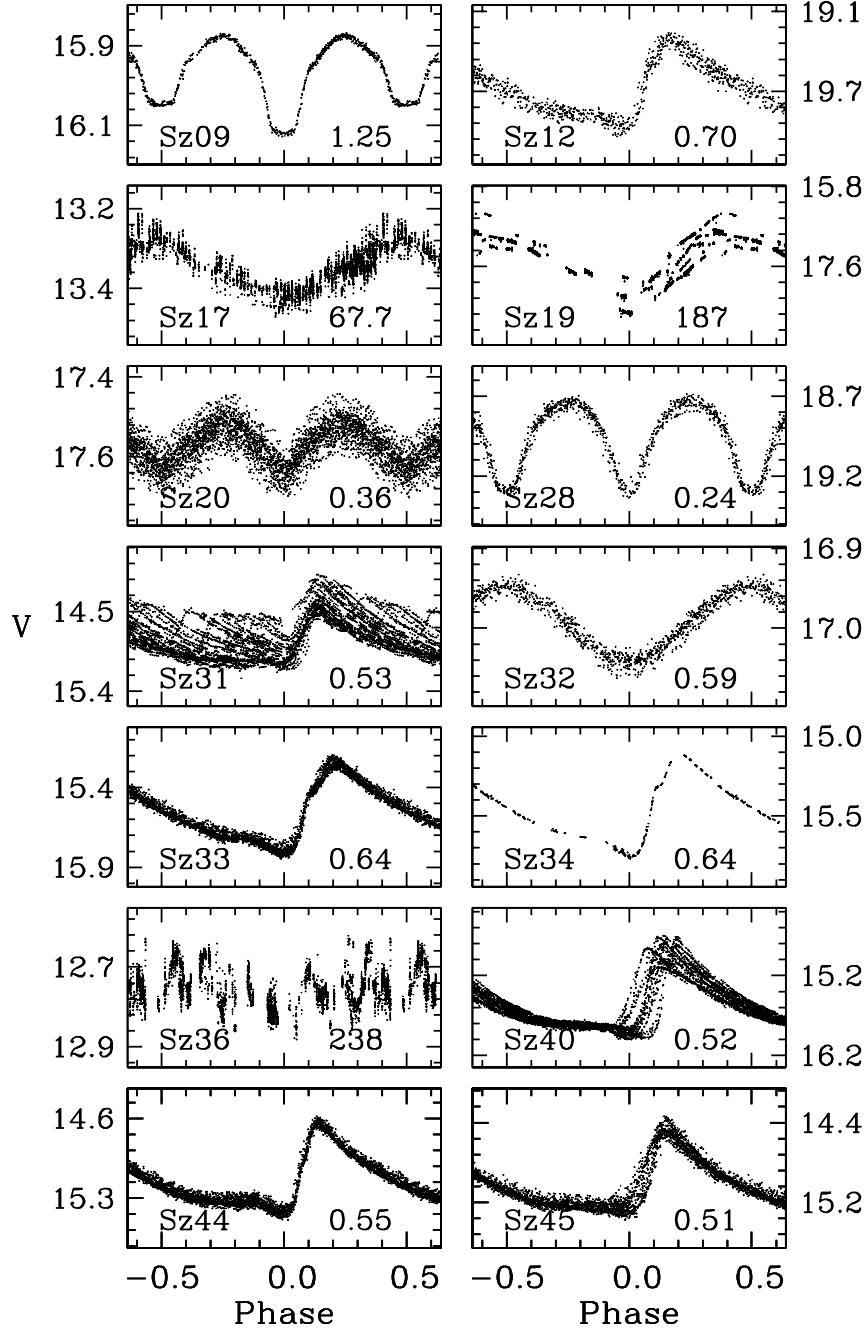 15.9
16.1
Sz09 1.25
Sz12 0.70
19.1
19.7
13.2
13.4
Sz17 67.7
Sz19 187
15.8
17.6
17.4
17.6
Sz20 0.36
Sz28 0.24
18.7
19.2
V
14.5
15.4
Sz31 0.53
Sz32 0.59
16.9
17.0
15.4
15.9
Sz33 0.64
Sz34 0.64
15.0
15.5
12.7
12.9
Sz36 238
Sz40 0.52
15.2
16.2
14.6
15.3
Sz44 0.55
Sz45 0.51
14.4
15.2
−0.5 0.0 0.5
−0.5 0.0 0.5
Phase
Phase